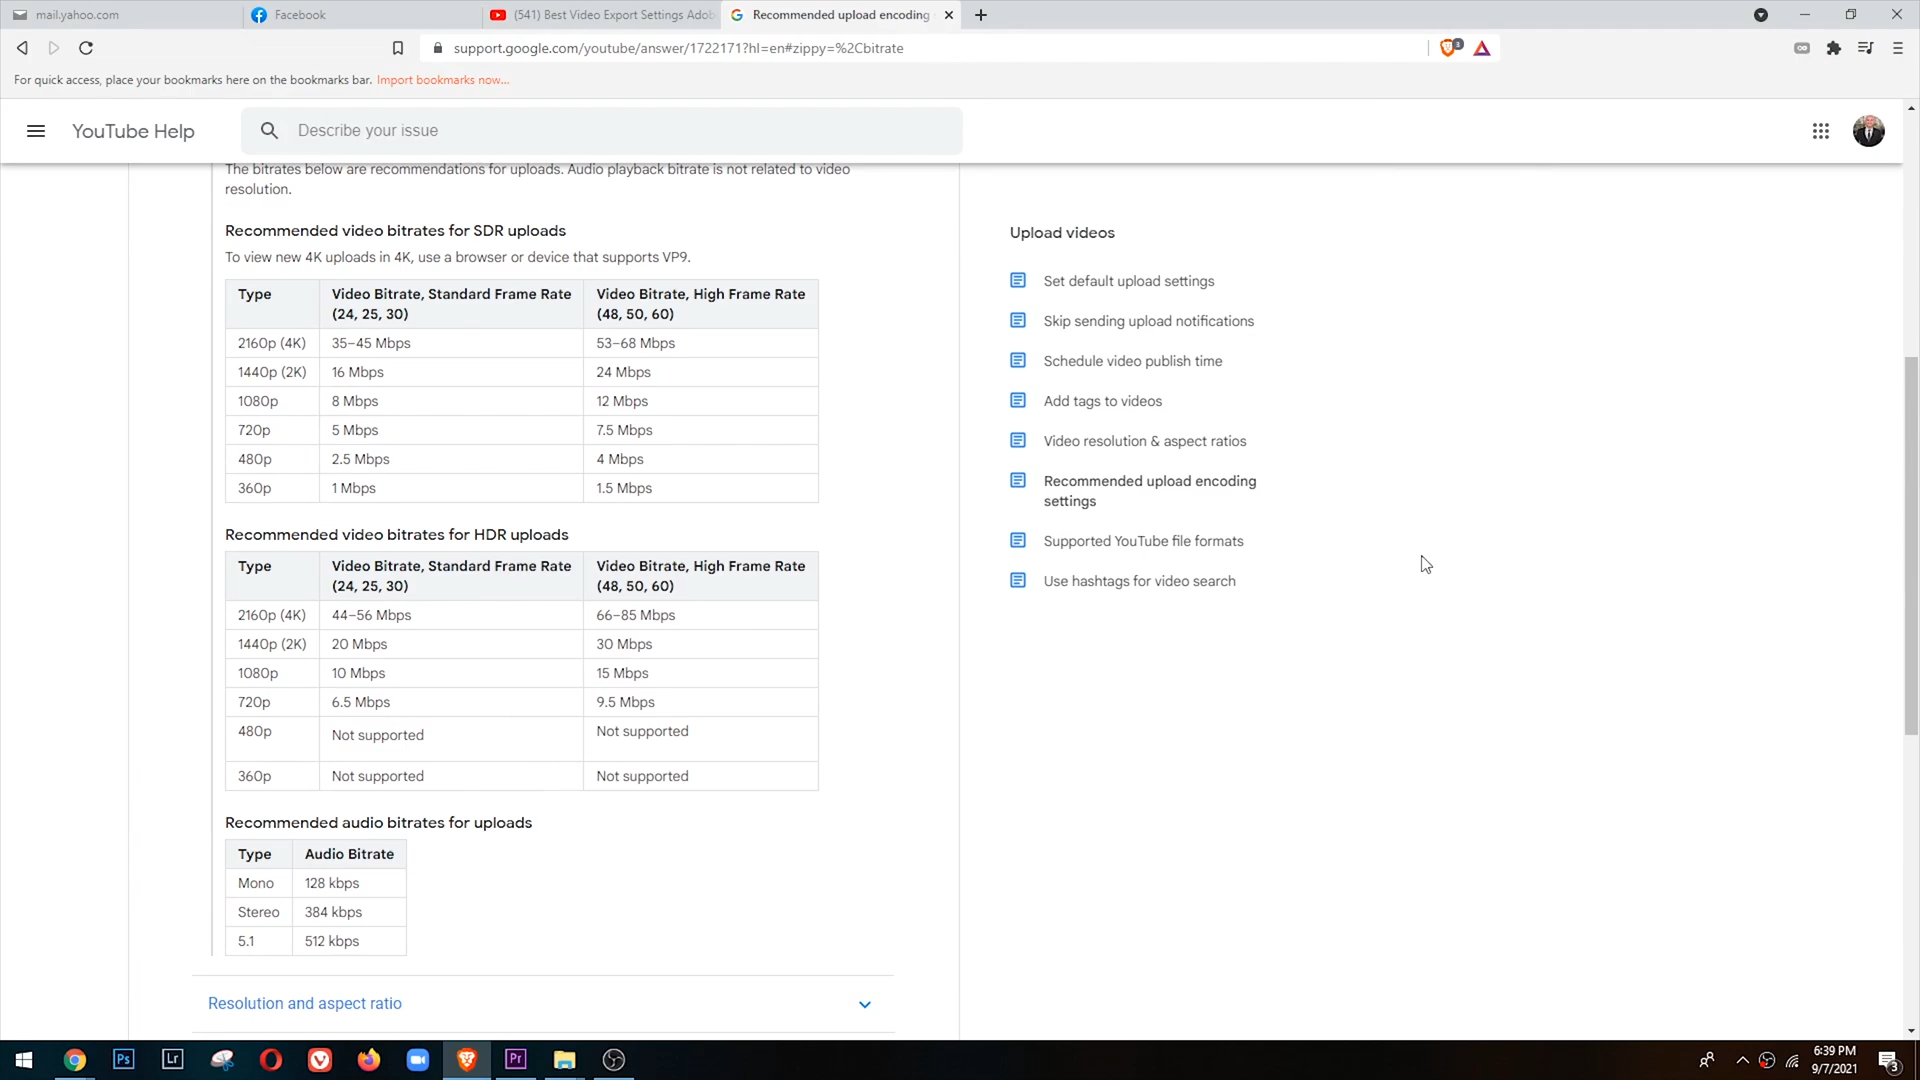 mail.yahoo.com
Facebook
(541) Best Video Export Settings Adob
Recommended upload encoding
support.google.com/youtube/answer/1722171?hl=en#zippy=%2Cbitrate
3
For quick access, place your bookmarks here on the bookmarks bar. Import bookmarks now...
YouTube Help
Describe your issue
The bitrates below are recommendations for uploads. Audio playback bitrate is not related to video
resolution.
Recommended video bitrates for SDR uploads
To view new 4K uploads in 4K, use a browser or device that supports VP9.
Type Video Bitrate, Standard Frame Rate (24, 25, 30) Video Bitrate, High Frame Rate (48, 50, 60)
2160p (4K) 35–45 Mbps 53–68 Mbps
1440p (2K) 16 Mbps 24 Mbps
1080p 8 Mbps 12 Mbps
720p 5 Mbps 7.5 Mbps
480p 2.5 Mbps 4 Mbps
360p 1 Mbps 1.5 Mbps
Recommended video bitrates for HDR uploads
Type Video Bitrate, Standard Frame Rate (24, 25, 30) Video Bitrate, High Frame Rate (48, 50, 60)
2160p (4K) 44–56 Mbps 66–85 Mbps
1440p (2K) 20 Mbps 30 Mbps
1080p 10 Mbps 15 Mbps
720p 6.5 Mbps 9.5 Mbps
480p Not supported Not supported
360p Not supported Not supported
Recommended audio bitrates for uploads
Type Audio Bitrate
Mono 128 kbps
Stereo 384 kbps
5.1 512 kbps
Resolution and aspect ratio
Upload videos
Set default upload settings
Skip sending upload notifications
Schedule video publish time
Add tags to videos
Video resolution & aspect ratios
Recommended upload encoding
settings
Supported YouTube file formats
Use hashtags for video search
Ps
Lr
Pr
6:39 PM
9/7/2021
3